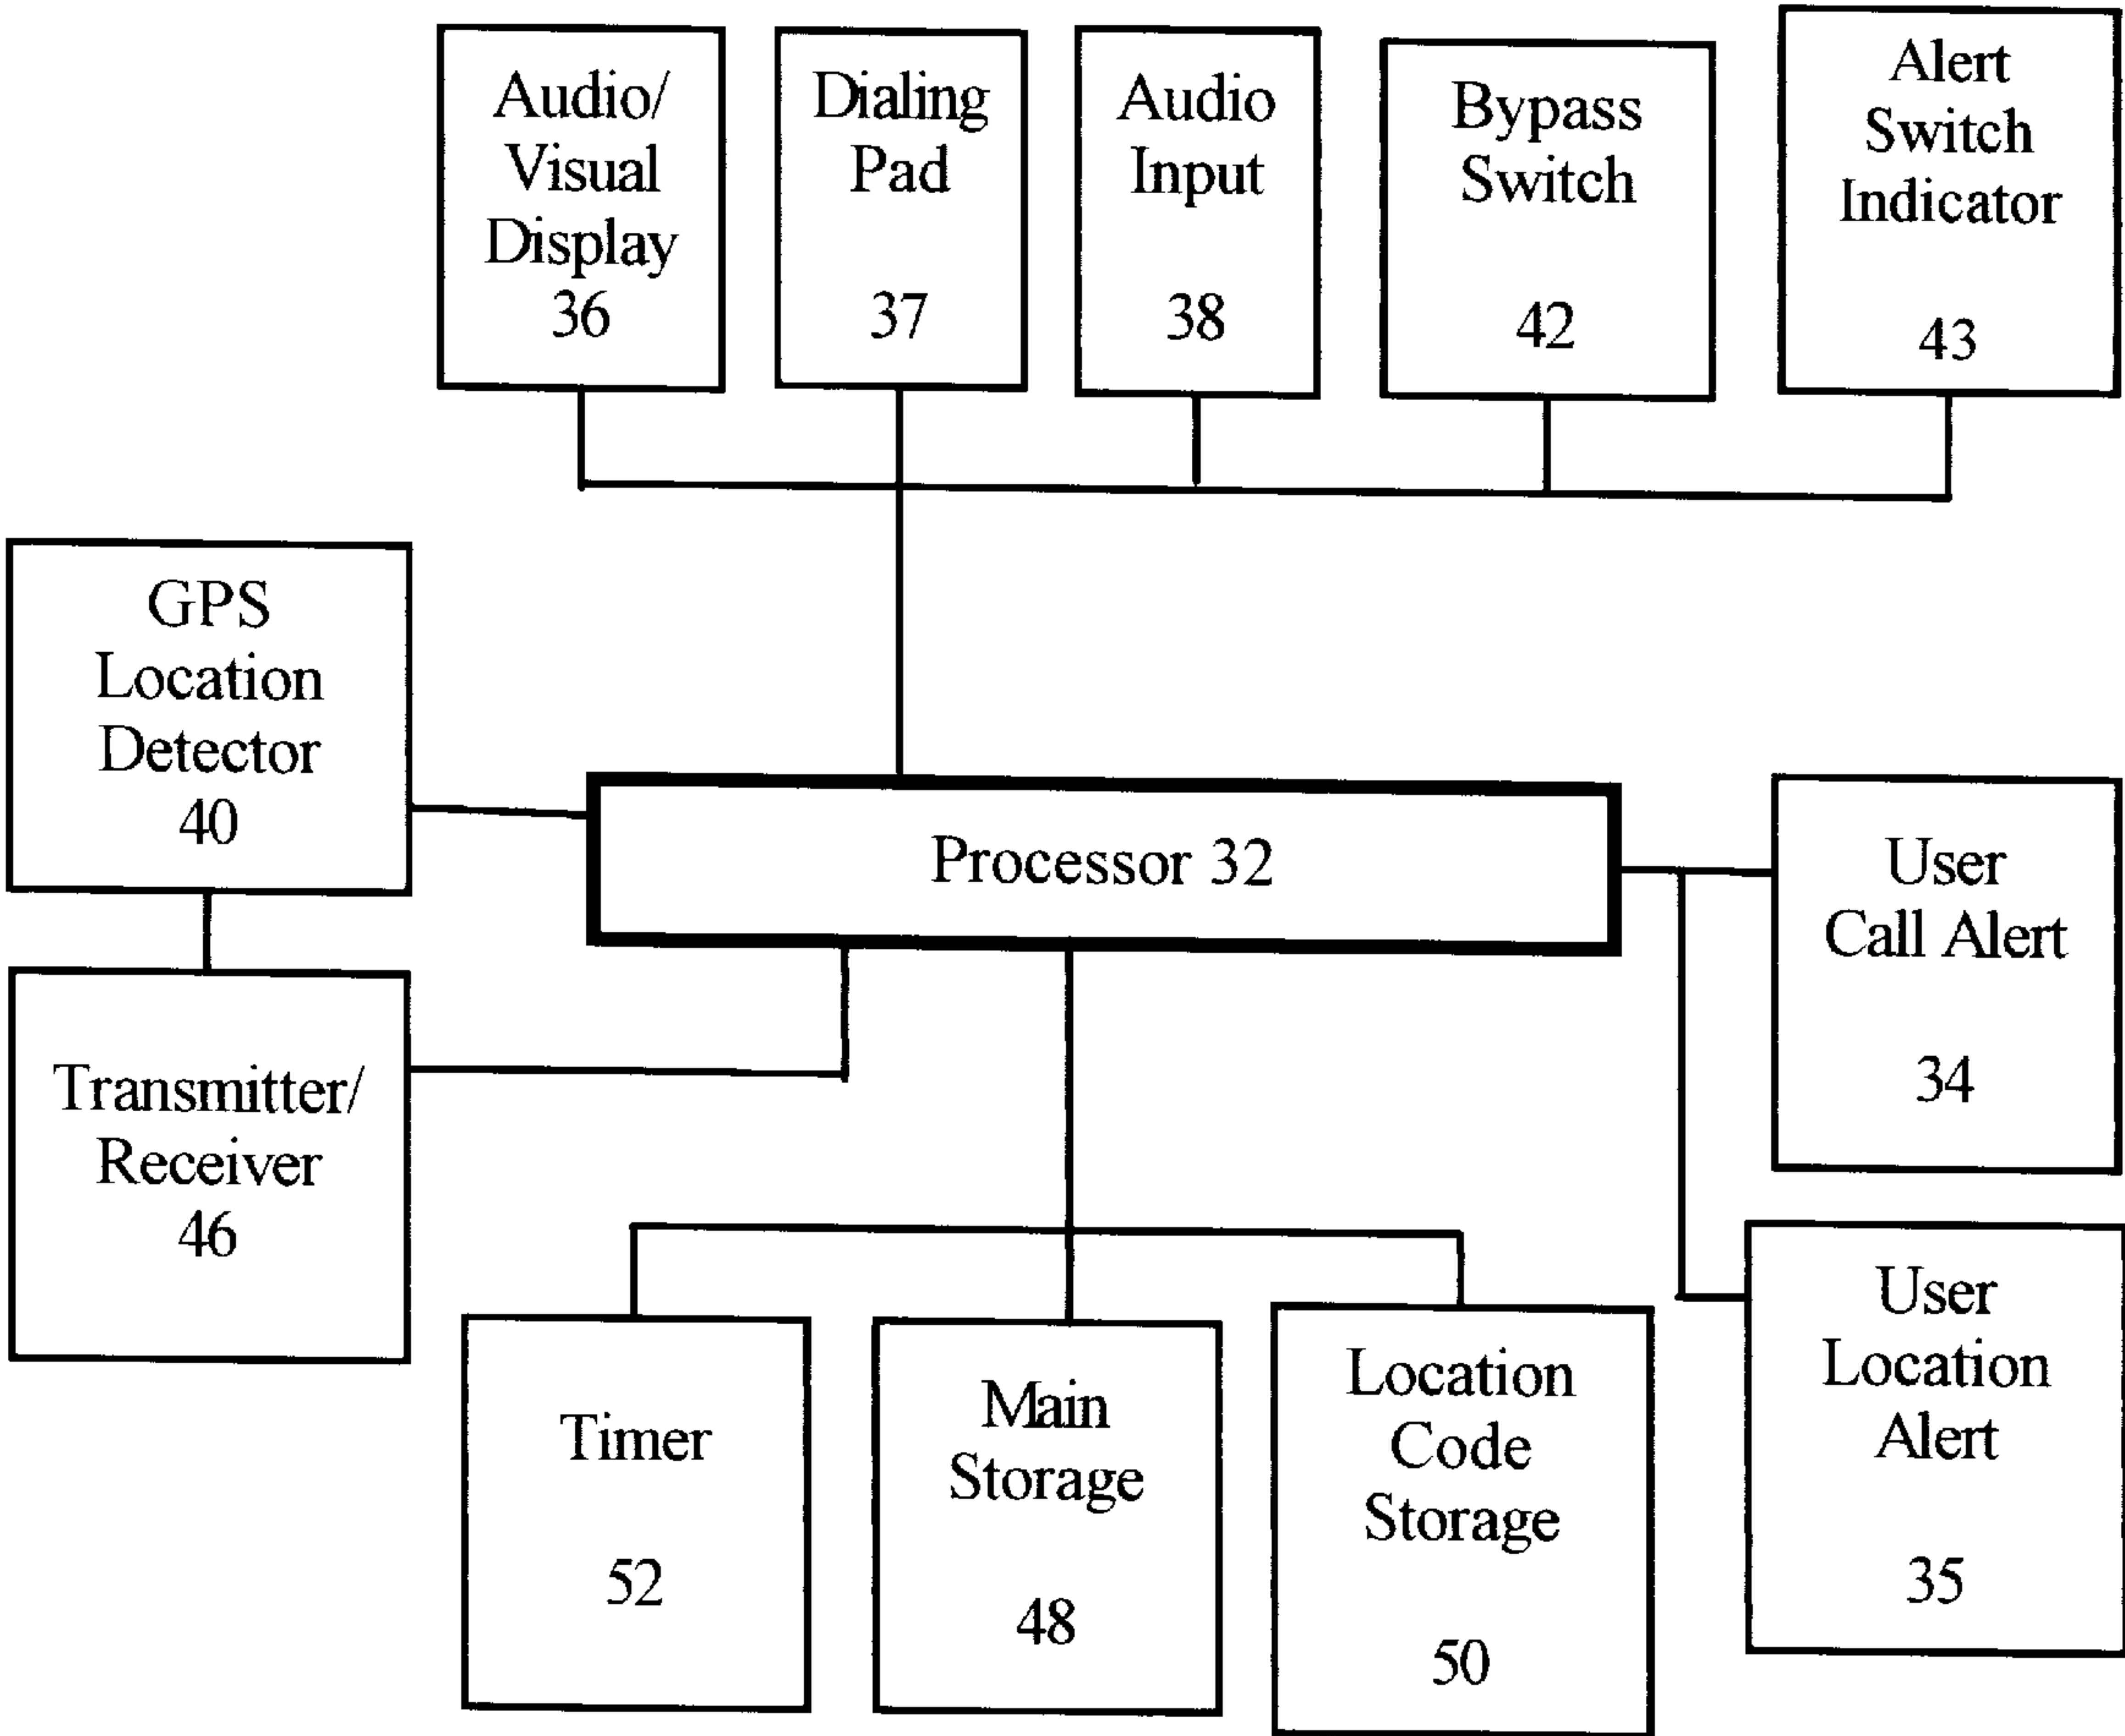 Audio/
Visual
Display
36
Dialing
Pad
37
Audio
Input
38
Bypass
Switch
42
Alert
Switch
Indicator
43
GPS
Location
Detector
40
Processor 32
User
Call Alert
34
Transmitter/
Receiver
46
Timer
52
Main
Storage
48
Location
Code
Storage
50
User
Location
Alert
35